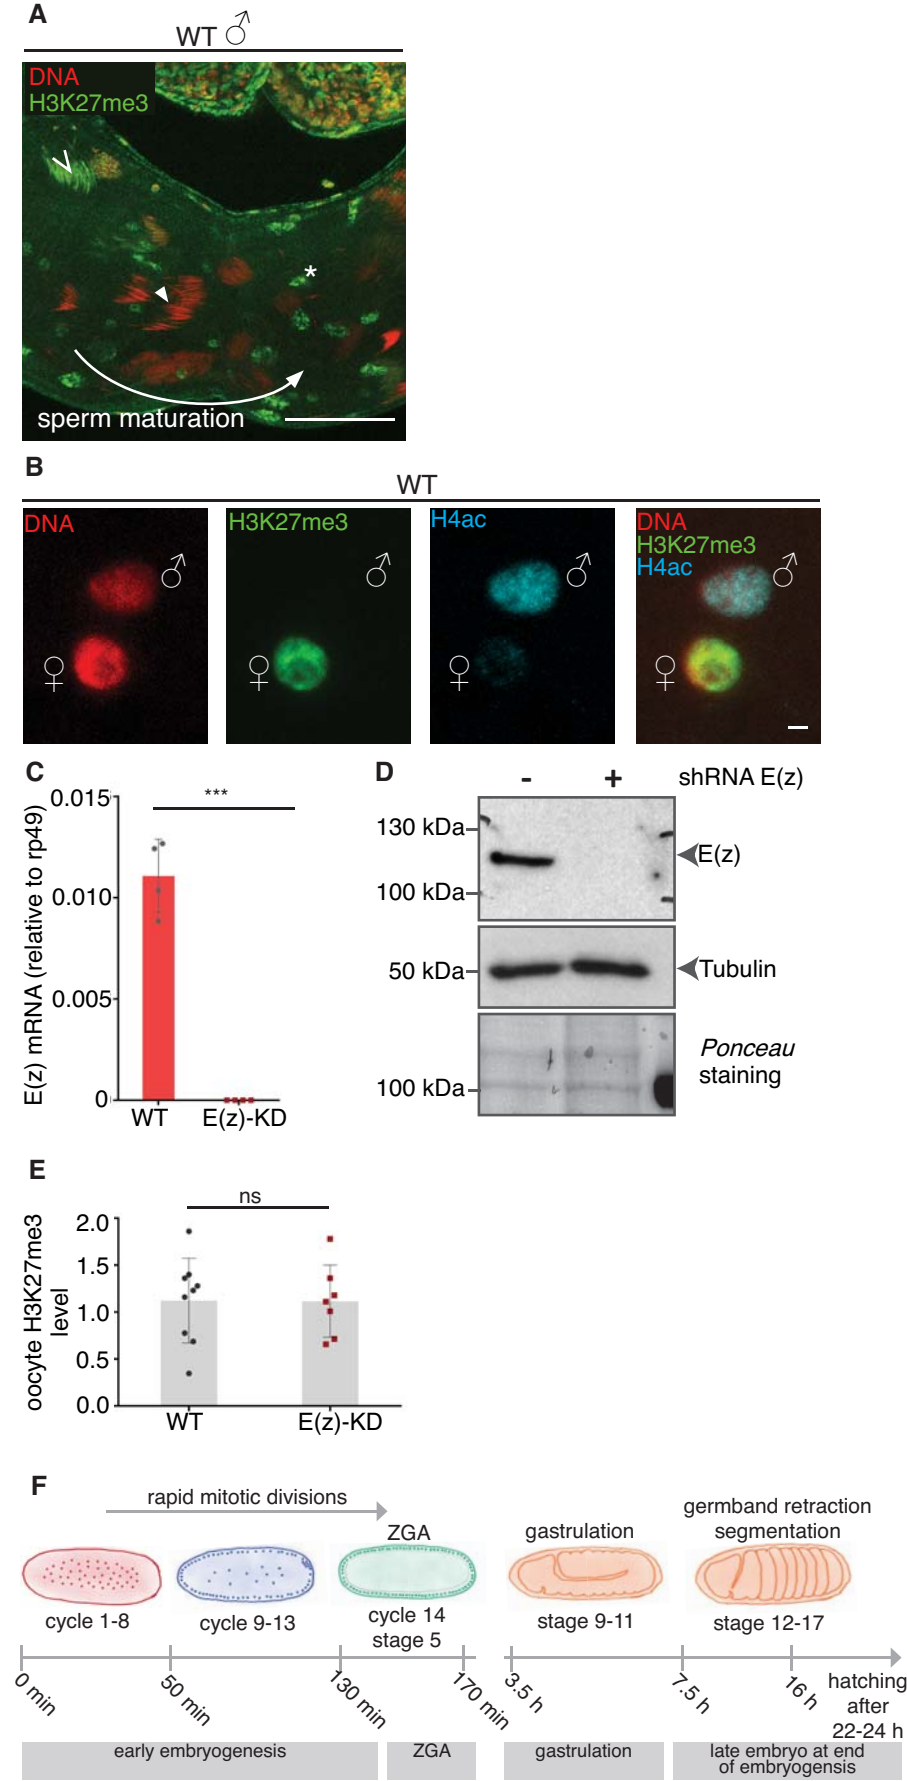 A
WT ♂
DNA
H3K27me3
*
sperm maturation
B
WT
DNA
♂
♀
H3K27me3
♂
♀
H4ac
♂
♀
DNA
H3K27me3
H4ac
♂
♀
C
E(z) mRNA (relative to rp49)
0.015
0.010
0.005
0
***
WT
E(z)-KD
D
- + shRNA E(z)
130 kDa
E(z)
100 kDa
50 kDa
Tubulin
Ponceau
staining
100 kDa
E
oocyte H3K27me3
level
ns
2.0
1.5
1.0
0.5
0.0
WT
E(z)-KD
F
rapid mitotic divisions
ZGA
gastrulation
germband retraction
segmentation
cycle 1-8
cycle 9-13
cycle 14
stage 5
stage 9-11
stage 12-17
0 min
50 min
130 min
170 min
3.5 h
7.5 h
16 h
hatching
after
22-24 h
early embryogenesis
ZGA
gastrulation
late embryo at end
of embryogensis